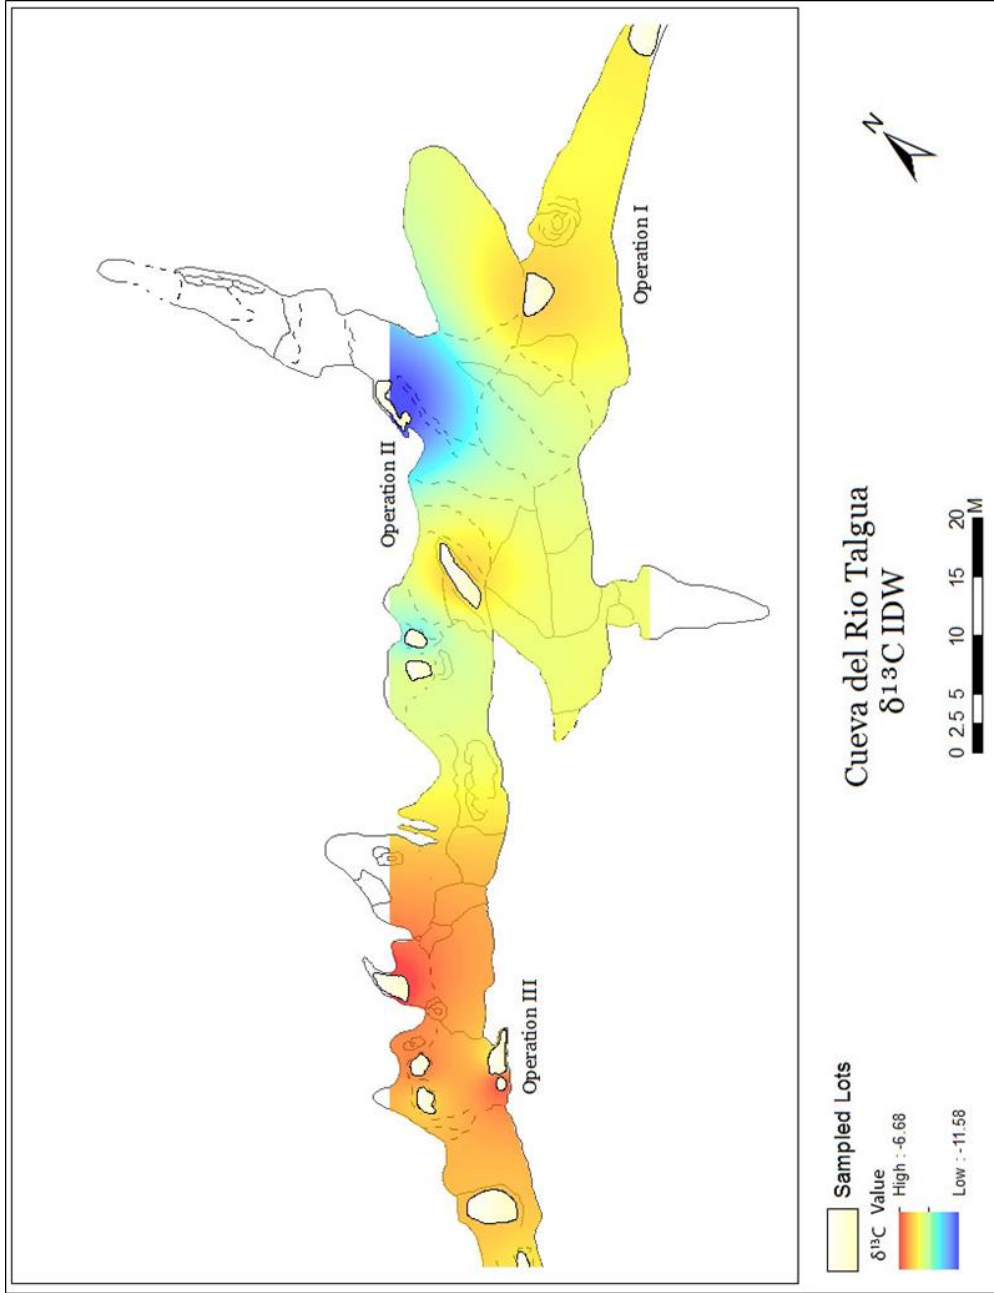 Operation I
Operation II
Operation III
N
Cueva del Rio Talgua
δ¹³C IDW
0 2.5 5 10 15 20
M
Sampled Lots
δ¹³C Value
High : -6.68
Low : -11.58